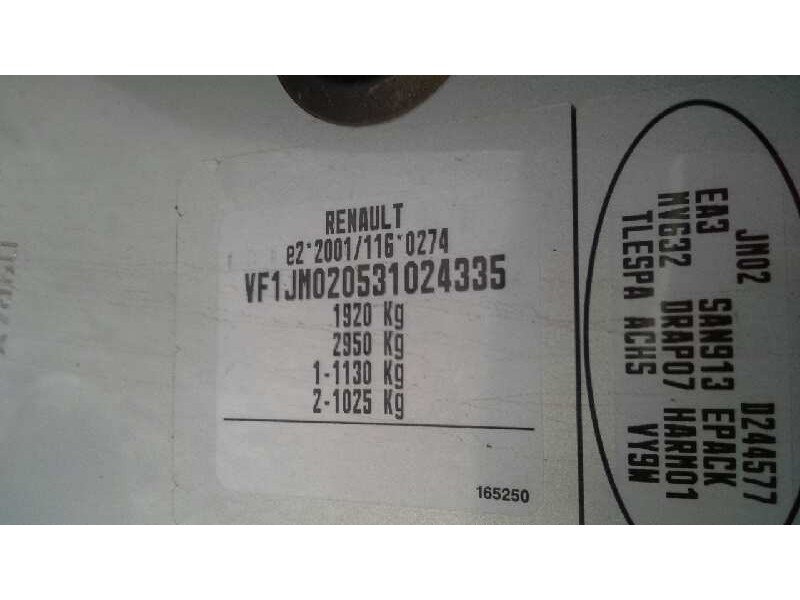 RENAULT
e2*2001/116*0274
VF1JM020531024335
1920 Kg
2950 Kg
1-1130 Kg
2-1025 Kg
165250
JM02 SAN913 D244577
EA3 DRAP07 EPACK
MVG32 HARM01
TLESPA ACHS VY9N